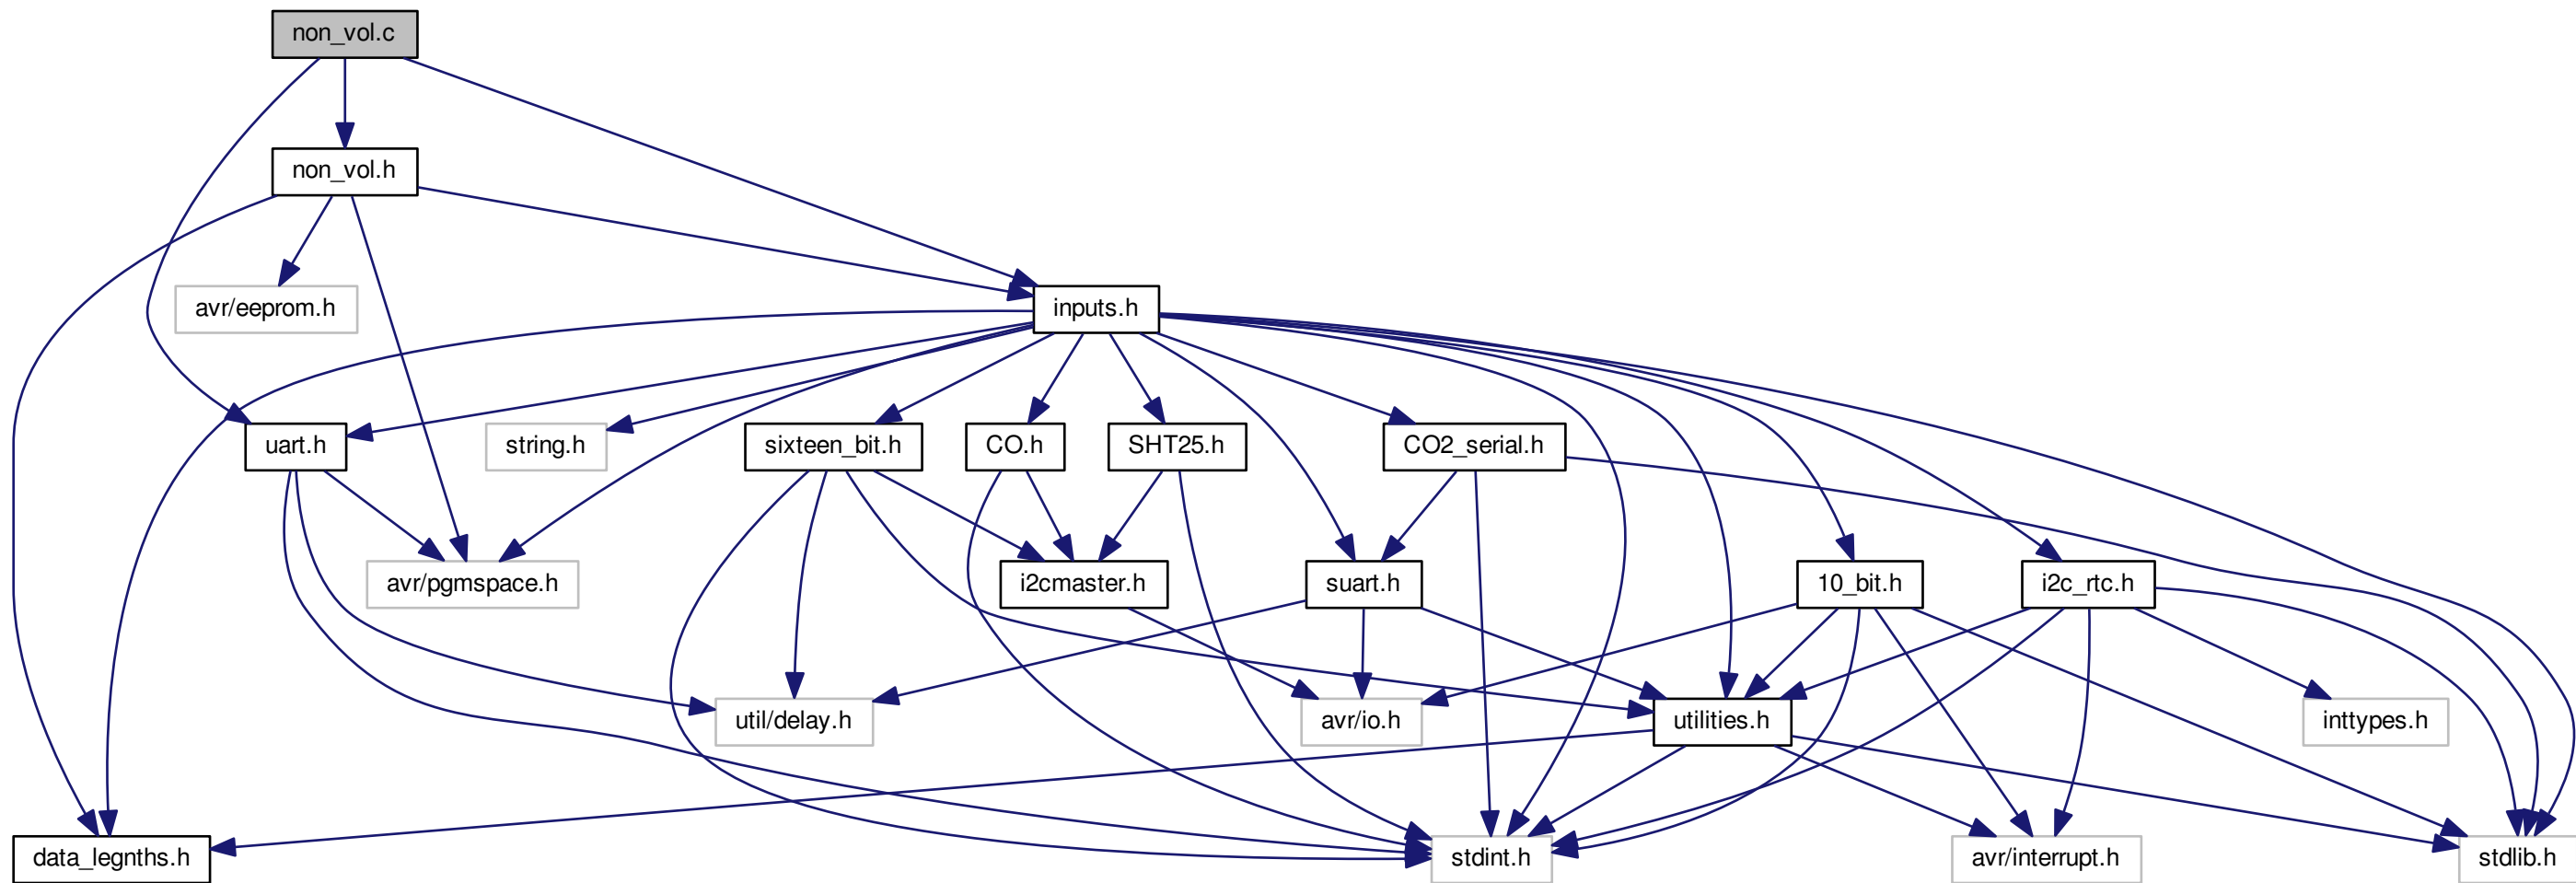 non_vol.c
non_vol.h
avr/eeprom.h
inputs.h
uart.h
string.h
sixteen_bit.h
CO.h
SHT25.h
CO2_serial.h
avr/pgmspace.h
i2cmaster.h
suart.h
10_bit.h
i2c_rtc.h
util/delay.h
avr/io.h
utilities.h
inttypes.h
data_legnths.h
stdint.h
avr/interrupt.h
stdlib.h